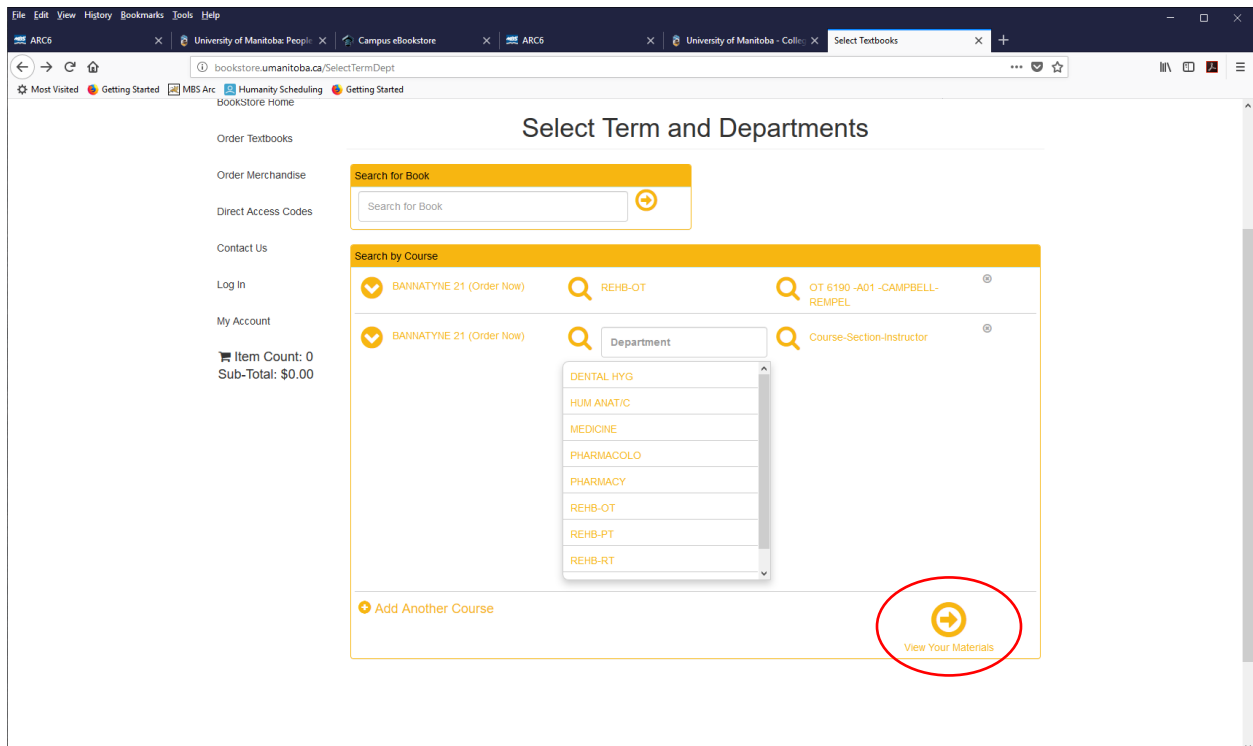 File Edit View History Bookmarks Tools Help
ARC6
University of Manitoba: People
Campus eBookstore
ARC6
University of Manitoba - Colleg
Select Textbooks
bookstore.umanitoba.ca/SelectTermDept
Most Visited Getting Started MBS Arc Humanity Scheduling Getting Started
BookStore Home
Order Textbooks
Order Merchandise
Direct Access Codes
Contact Us
Log In
My Account
Item Count: 0
Sub-Total: $0.00
Select Term and Departments
Search for Book
Search for Book
Search by Course
BANNATYNE 21 (Order Now) REHB-OT OT 6190 -A01 -CAMPBELL-
REMPEL
BANNATYNE 21 (Order Now) Department Course-Section-Instructor
DENTAL HYG
HUM ANAT/C
MEDICINE
PHARMACOLO
PHARMACY
REHB-OT
REHB-PT
REHB-RT
Add Another Course
View Your Materials